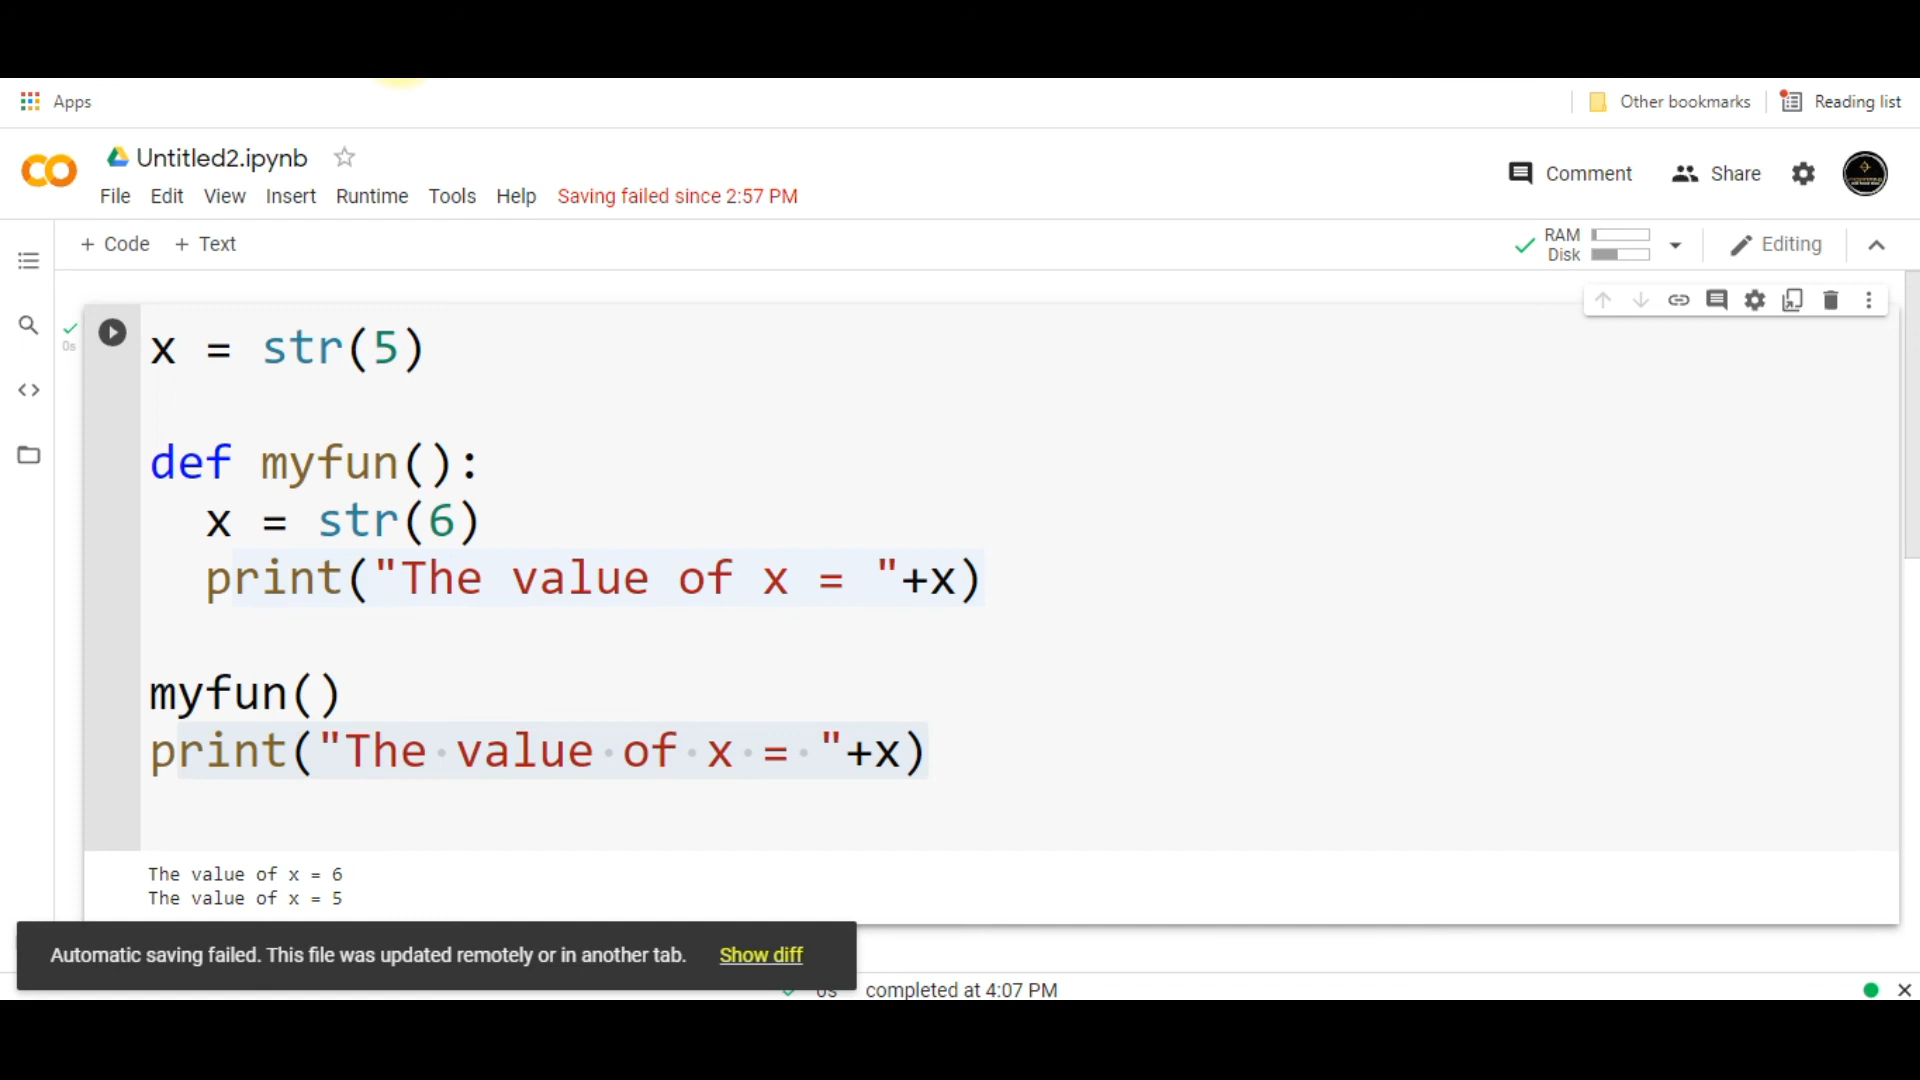 Apps
Other bookmarks
Reading list
Untitled2.ipynb
Comment
Share
File Edit View Insert Runtime Tools Help Saving failed since 2:57 PM
+ Code + Text
RAM
Disk
Editing
0s
x = str(5)
def myfun():
x = str(6)
print("The value of x = "+x)
myfun()
print("The value of x = "+x)
The value of x = 6
The value of x = 5
Automatic saving failed. This file was updated remotely or in another tab. Show diff
0s completed at 4:07 PM